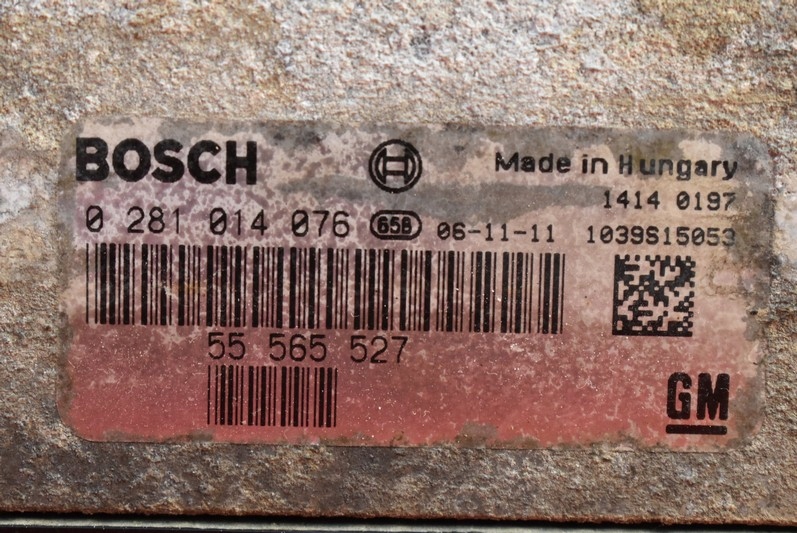 BOSCH Made in Hungary
1414 0197
0 281 014 076 658 06-11-11 1039S15053
55 565 527
GM